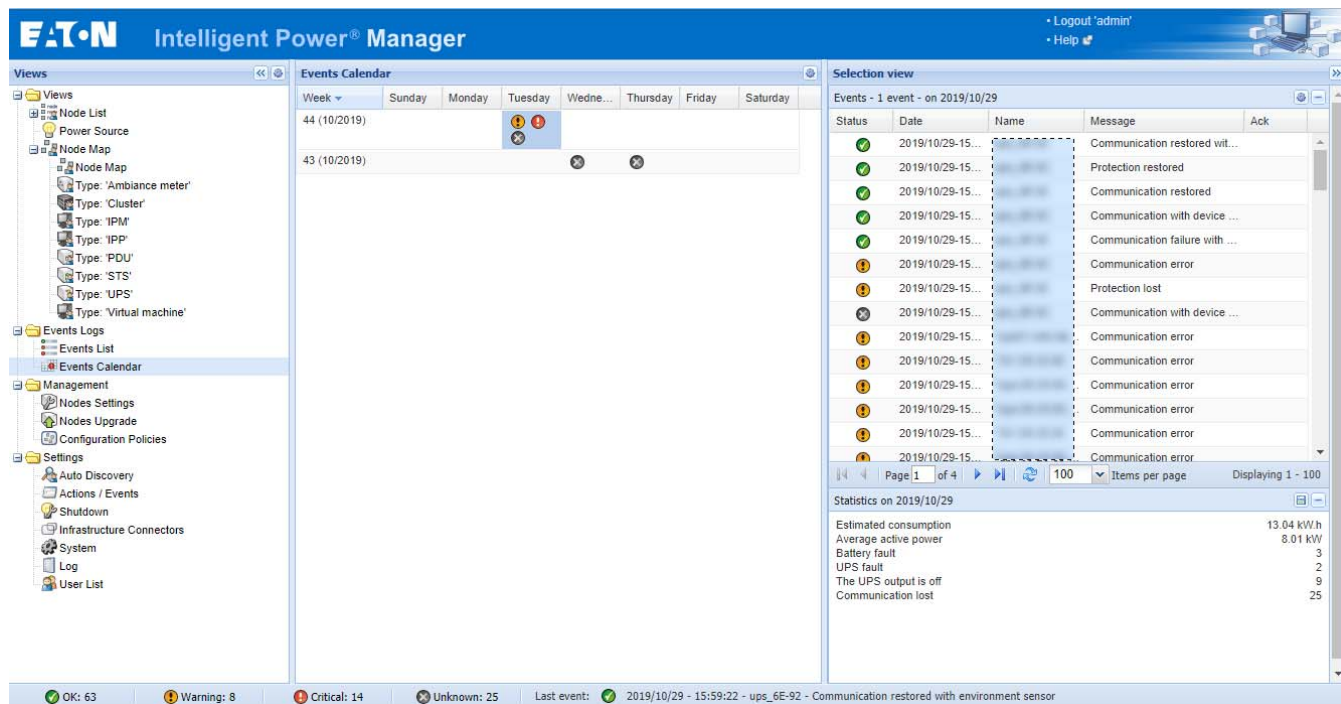 EATON Intelligent Power® Manager
• Logout 'admin'
• Help
Views
Views
Node List
Power Source
Node Map
Node Map
Type: 'Ambiance meter'
Type: 'Cluster'
Type: 'IPM'
Type: 'IPP'
Type: 'PDU'
Type: 'STS'
Type: 'UPS'
Type: 'Virtual machine'
Events Logs
Events List
Events Calendar
Management
Nodes Settings
Nodes Upgrade
Configuration Policies
Settings
Auto Discovery
Actions / Events
Shutdown
Infrastructure Connectors
System
Log
User List
Events Calendar
Week Sunday Monday Tuesday Wedne... Thursday Friday Saturday
44 (10/2019)
43 (10/2019)
Selection view
Events - 1 event - on 2019/10/29
Status Date Name Message Ack
2019/10/29-15... Communication restored wit...
2019/10/29-15... Protection restored
2019/10/29-15... Communication restored
2019/10/29-15... Communication with device ...
2019/10/29-15... Communication failure with ...
2019/10/29-15... Communication error
2019/10/29-15... Protection lost
2019/10/29-15... Communication with device ...
2019/10/29-15... Communication error
2019/10/29-15... Communication error
2019/10/29-15... Communication error
2019/10/29-15... Communication error
2019/10/29-15... Communication error
2019/10/29-15... Communication error
Page 1 of 4 100 Items per page Displaying 1 - 100
Statistics on 2019/10/29
Estimated consumption 13.04 kW.h
Average active power 8.01 kW
Battery fault 3
UPS fault 2
The UPS output is off 9
Communication lost 25
OK: 63 Warning: 8 Critical: 14 Unknown: 25 Last event: 2019/10/29 - 15:59:22 - ups_6E-92 - Communication restored with environment sensor